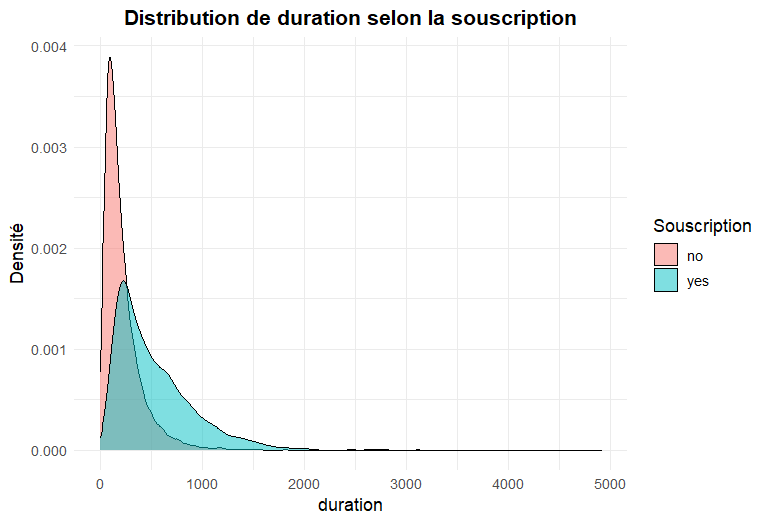 Distribution de duration selon la souscription
0.004
0.003
0.002
0.001
0.000
Densité
0 1000 2000 3000 4000 5000
duration
Souscription
no
yes